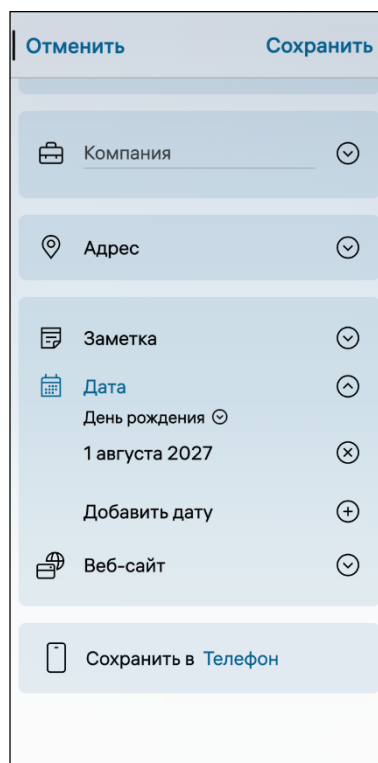 Отменить Сохранить
Компания
Адрес
Заметка
Дата
День рождения
1 августа 2027
Добавить дату
Веб-сайт
Сохранить в Телефон